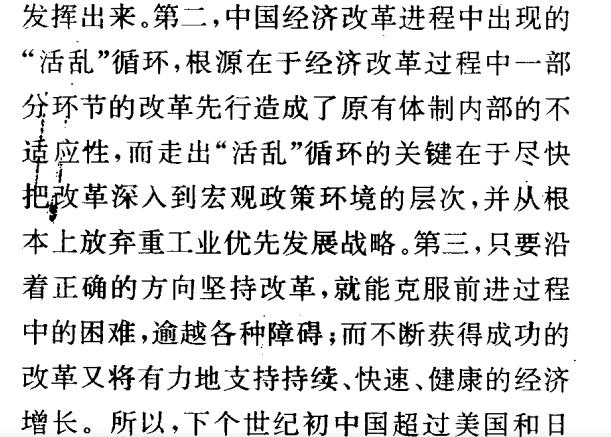 发挥出来。第二,中国经济改革进程中出现的
“活乱”循环,根源在于经济改革过程中一部
分环节的改革先行造成了原有体制内部的不
适应性,而走出“活乱”循环的关键在于尽快
把改革深入到宏观政策环境的层次,并从根
本上放弃重工业优先发展战略。第三,只要沿
着正确的方向坚持改革,就能克服前进过程
中的困难,逾越各种障碍;而不断获得成功的
改革又将有力地支持持续、快速、健康的经济
增长。所以,下个世纪初中国超过美国和日